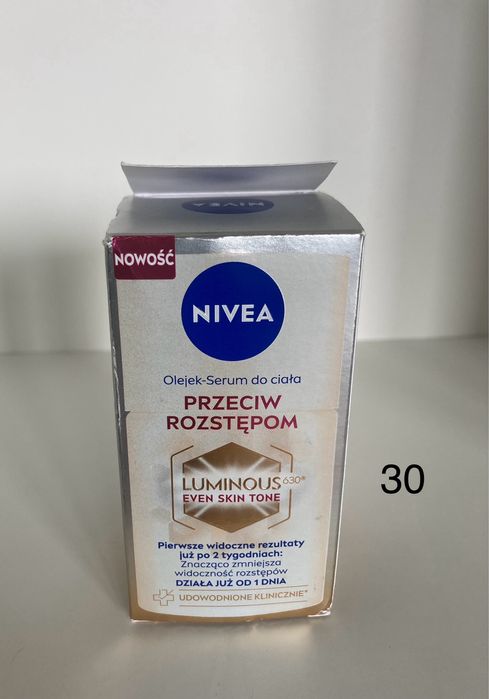 NIVEA
NOWOŚĆ
NIVEA
Olejek-Serum do ciała
PRZECIW
ROZSTĘPOM
LUMINOUS630®
EVEN SKIN TONE
30
Pierwsze widoczne rezultaty
już po 2 tygodniach:
Znacząco zmniejsza
widoczność rozstępów
DZIAŁA JUŻ OD 1 DNIA
UDOWODNIONE KLINICZNIE*